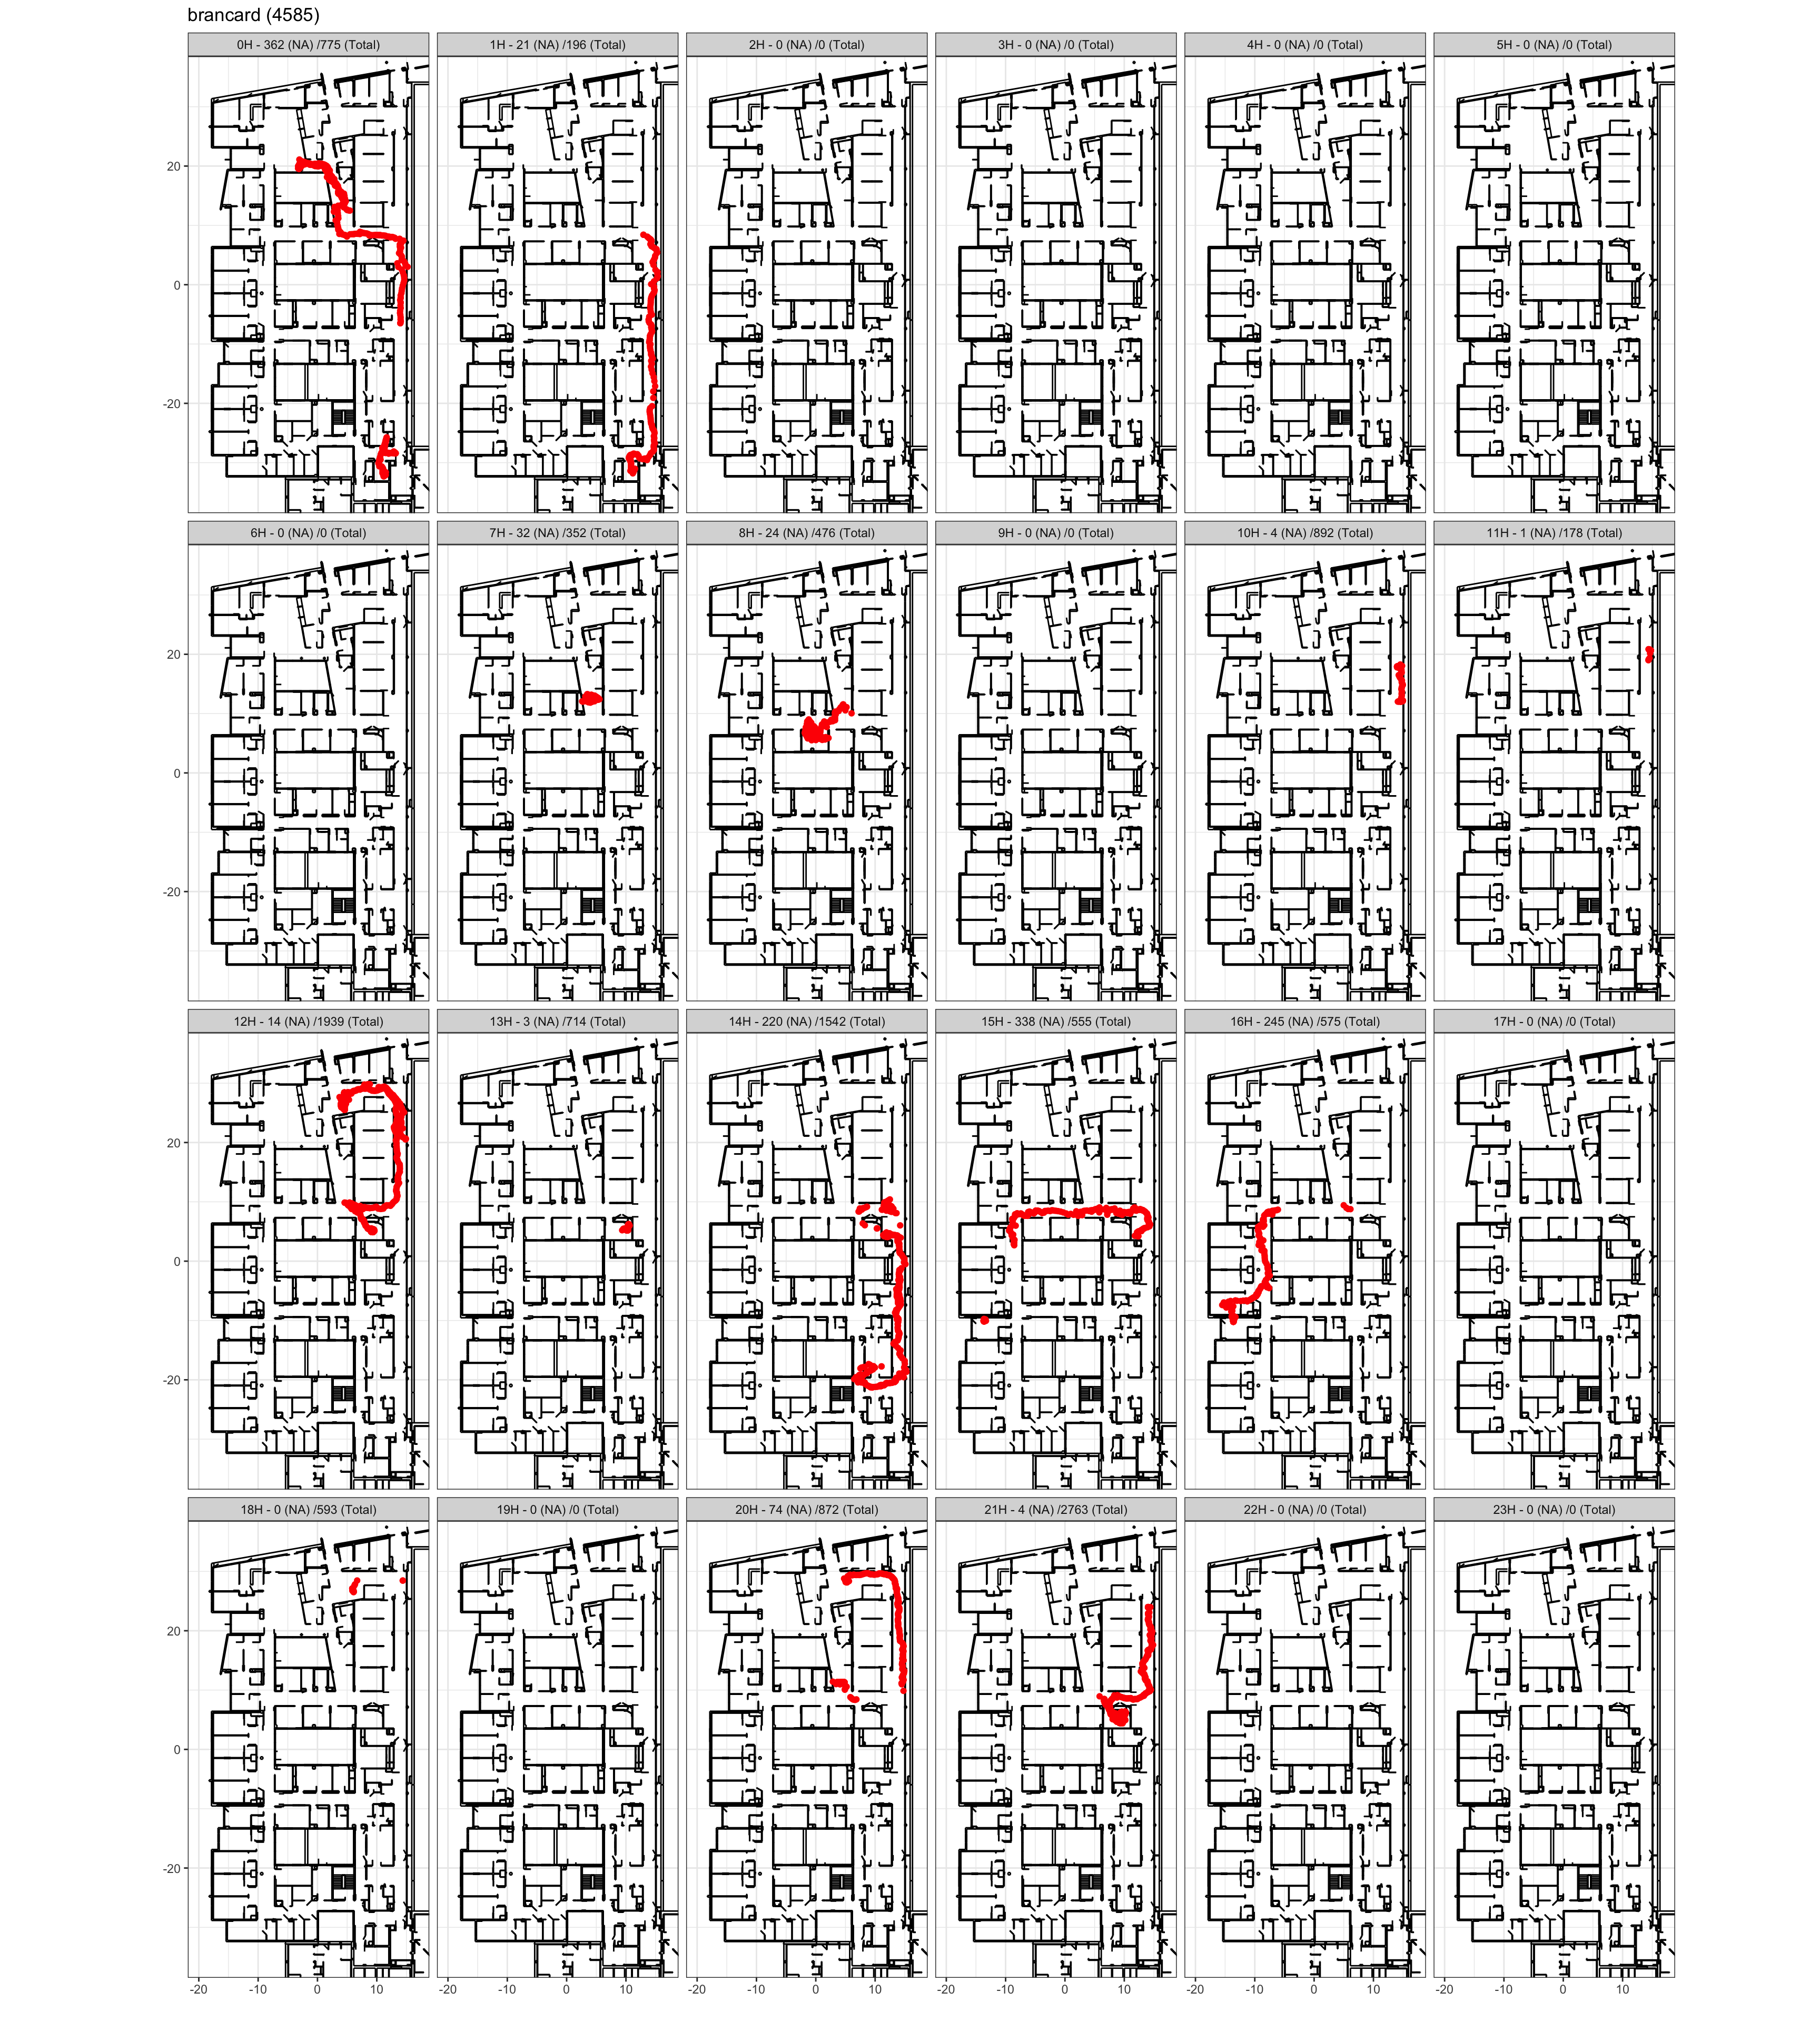 brancard (4585)
0H - 362 (NA) /775 (Total) 1H - 21 (NA) /196 (Total) 2H - 0 (NA) /0 (Total) 3H - 0 (NA) /0 (Total) 4H - 0 (NA) /0 (Total) 5H - 0 (NA) /0 (Total)
20
0
-20
6H - 0 (NA) /0 (Total) 7H - 32 (NA) /352 (Total) 8H - 24 (NA) /476 (Total) 9H - 0 (NA) /0 (Total) 10H - 4 (NA) /892 (Total) 11H - 1 (NA) /178 (Total)
20
0
-20
12H - 14 (NA) /1939 (Total) 13H - 3 (NA) /714 (Total) 14H - 220 (NA) /1542 (Total) 15H - 338 (NA) /555 (Total) 16H - 245 (NA) /575 (Total) 17H - 0 (NA) /0 (Total)
20
0
-20
18H - 0 (NA) /593 (Total) 19H - 0 (NA) /0 (Total) 20H - 74 (NA) /872 (Total) 21H - 4 (NA) /2763 (Total) 22H - 0 (NA) /0 (Total) 23H - 0 (NA) /0 (Total)
20
0
-20
-20 -10 0 10 -20 -10 0 10 -20 -10 0 10 -20 -10 0 10 -20 -10 0 10 -20 -10 0 10